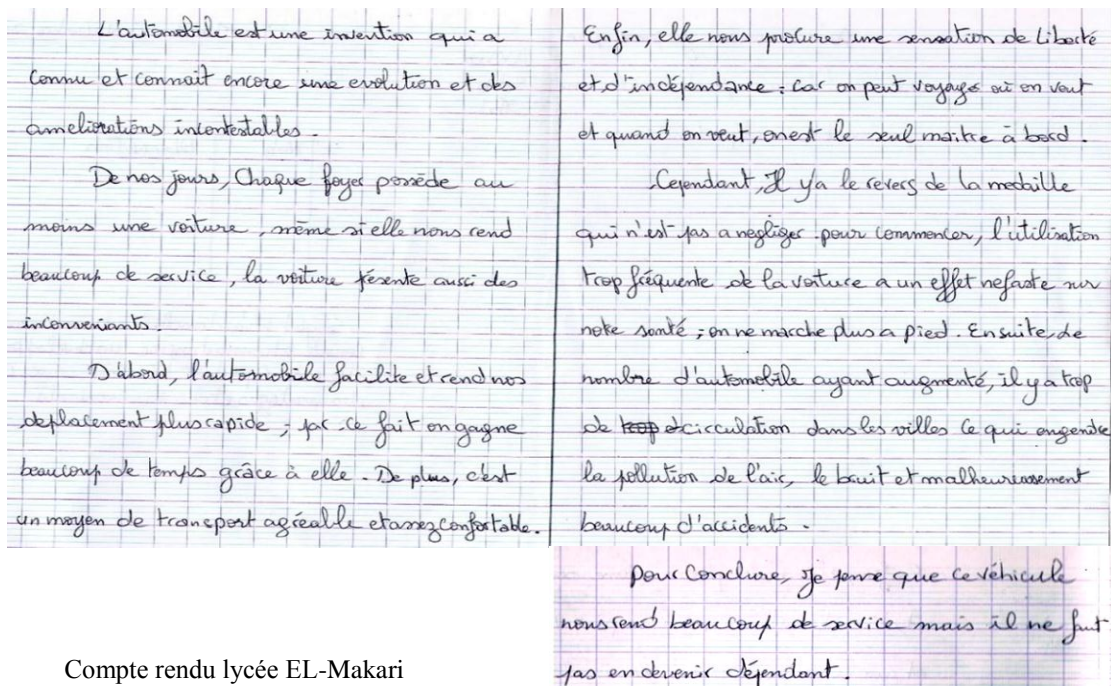 L'automobile est une invention qui a
connu et connait encore une evolution et des
ameliorations incontestables.
De nos jours, Chaque foyer possède au
moins une voiture, même si elle nous rend
beaucoup de service, la voiture présente aussi des
inconveniants.
D'abord, l'automobile facilite et rend nos
deplacement plus rapide ; par ce fait on gagne
beaucoup de temps grâce à elle. De plus, c'est
un moyen de transport agréable et assez confortable.
Enfin, elle nous procure une sensation de Liberté
et d'indépendance : car on peut voyager où on veut
et quand on veut, on est le seul maitre à bord.
Cependant, Il y'a le revers de la medaille
qui n'est pas a negliger pour commencer, l'utilisation
trop fréquente de la voiture a un effet nefaste sur
notre santé ; on ne marche plus a pied. Ensuite, le
nombre d'automobile ayant augmenté, il y a trop
de circulation dans les villes ce qui engendre
la pollution de l'air, le bruit et malheureusement
beaucoup d'accidents.
Pour Conclure, Je pense que ce véhicule
nous rend beaucoup de service mais il ne faut
pas en devenir dépendant.
Compte rendu lycée EL-Makari